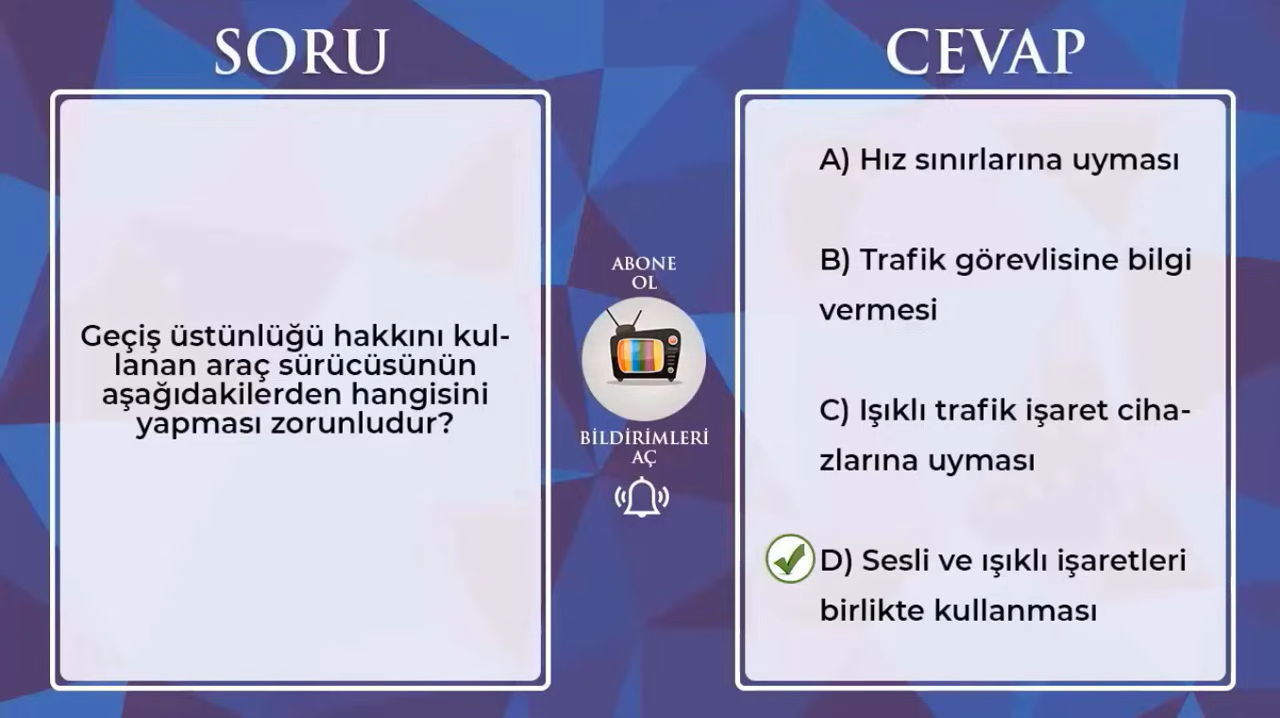 SORU
Geçiş üstünlüğü hakkını kul-
lanan araç sürücüsünün
aşağıdakilerden hangisini
yapması zorunludur?
ABONE
OL
BİLDİRİMLERİ
AÇ
CEVAP
A) Hız sınırlarına uyması
B) Trafik görevlisine bilgi
vermesi
C) Işıklı trafik işaret ciha-
zlarına uyması
D) Sesli ve ışıklı işaretleri
birlikte kullanması